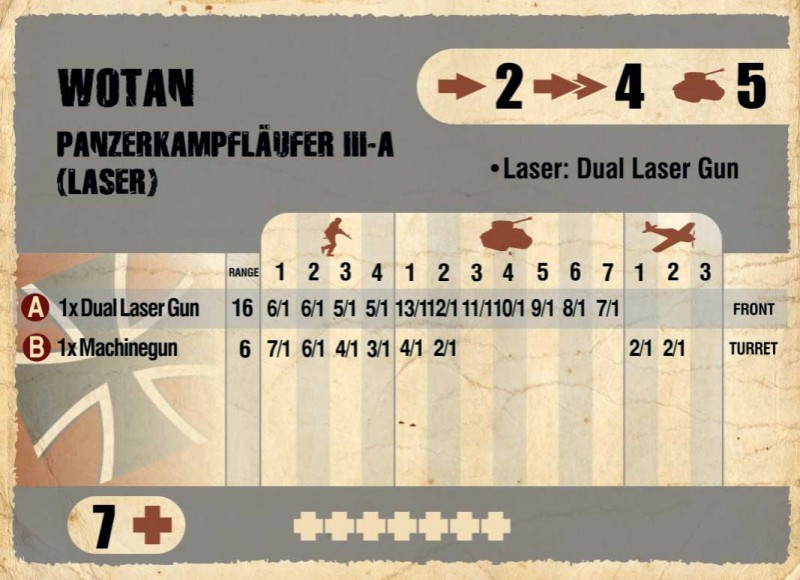 WOTAN
2 4 5
PANZERKAMPFLÄUFER III-A
(LASER)
•Laser: Dual Laser Gun
RANGE 1 2 3 4 1 2 3 4 5 6 7 1 2 3
A 1x Dual Laser Gun 16 6/1 6/1 5/1 5/1 13/1 12/1 11/1 10/1 9/1 8/1 7/1 FRONT
B 1x Machinegun 6 7/1 6/1 4/1 3/1 4/1 2/1 2/1 2/1 TURRET
7